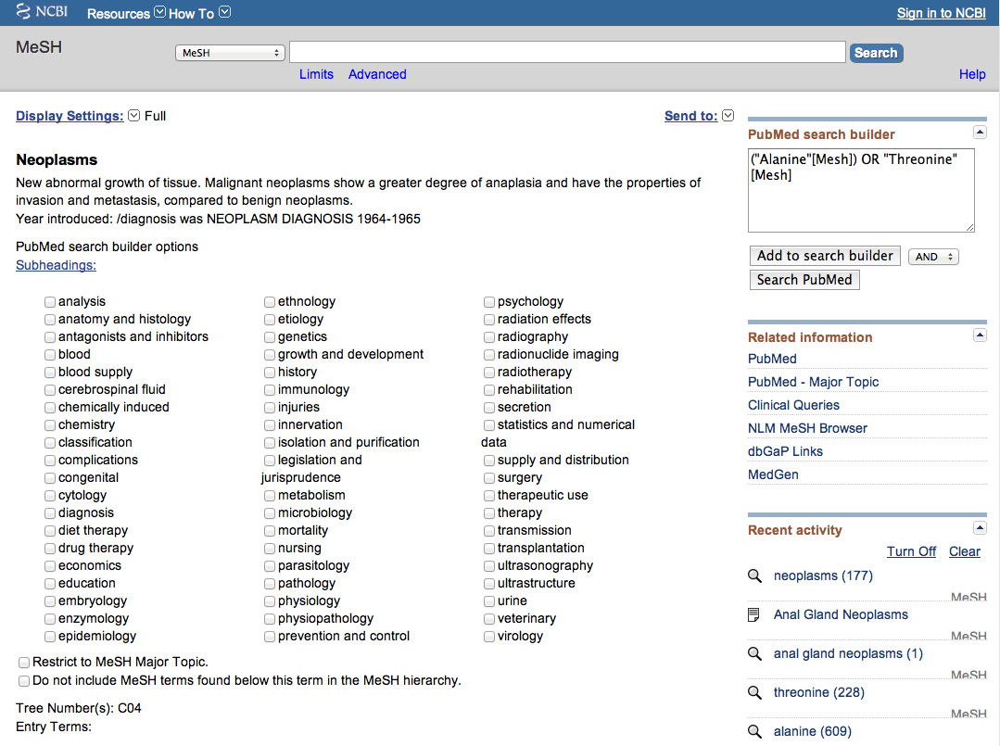 NCBI Resources How To Sign in to NCBI
MeSH MeSH Search
Limits Advanced Help
Display Settings: Full Send to:
Neoplasms
New abnormal growth of tissue. Malignant neoplasms show a greater degree of anaplasia and have the properties of
invasion and metastasis, compared to benign neoplasms.
Year introduced: /diagnosis was NEOPLASM DIAGNOSIS 1964-1965
PubMed search builder options
Subheadings:
analysis
anatomy and histology
antagonists and inhibitors
blood
blood supply
cerebrospinal fluid
chemically induced
chemistry
classification
complications
congenital
cytology
diagnosis
diet therapy
drug therapy
economics
education
embryology
enzymology
epidemiology
ethnology
etiology
genetics
growth and development
history
immunology
injuries
innervation
isolation and purification
legislation and
jurisprudence
metabolism
microbiology
mortality
nursing
parasitology
pathology
physiology
physiopathology
prevention and control
psychology
radiation effects
radiography
radionuclide imaging
radiotherapy
rehabilitation
secretion
statistics and numerical
data
supply and distribution
surgery
therapeutic use
therapy
transmission
transplantation
ultrasonography
ultrastructure
urine
veterinary
virology
Restrict to MeSH Major Topic.
Do not include MeSH terms found below this term in the MeSH hierarchy.
Tree Number(s): C04
Entry Terms:
PubMed search builder
("Alanine"[Mesh]) OR "Threonine"
[Mesh]
Add to search builder AND
Search PubMed
Related information
PubMed
PubMed - Major Topic
Clinical Queries
NLM MeSH Browser
dbGaP Links
MedGen
Recent activity
Turn Off Clear
neoplasms (177)
MeSH
Anal Gland Neoplasms
MeSH
anal gland neoplasms (1)
MeSH
threonine (228)
MeSH
alanine (609)